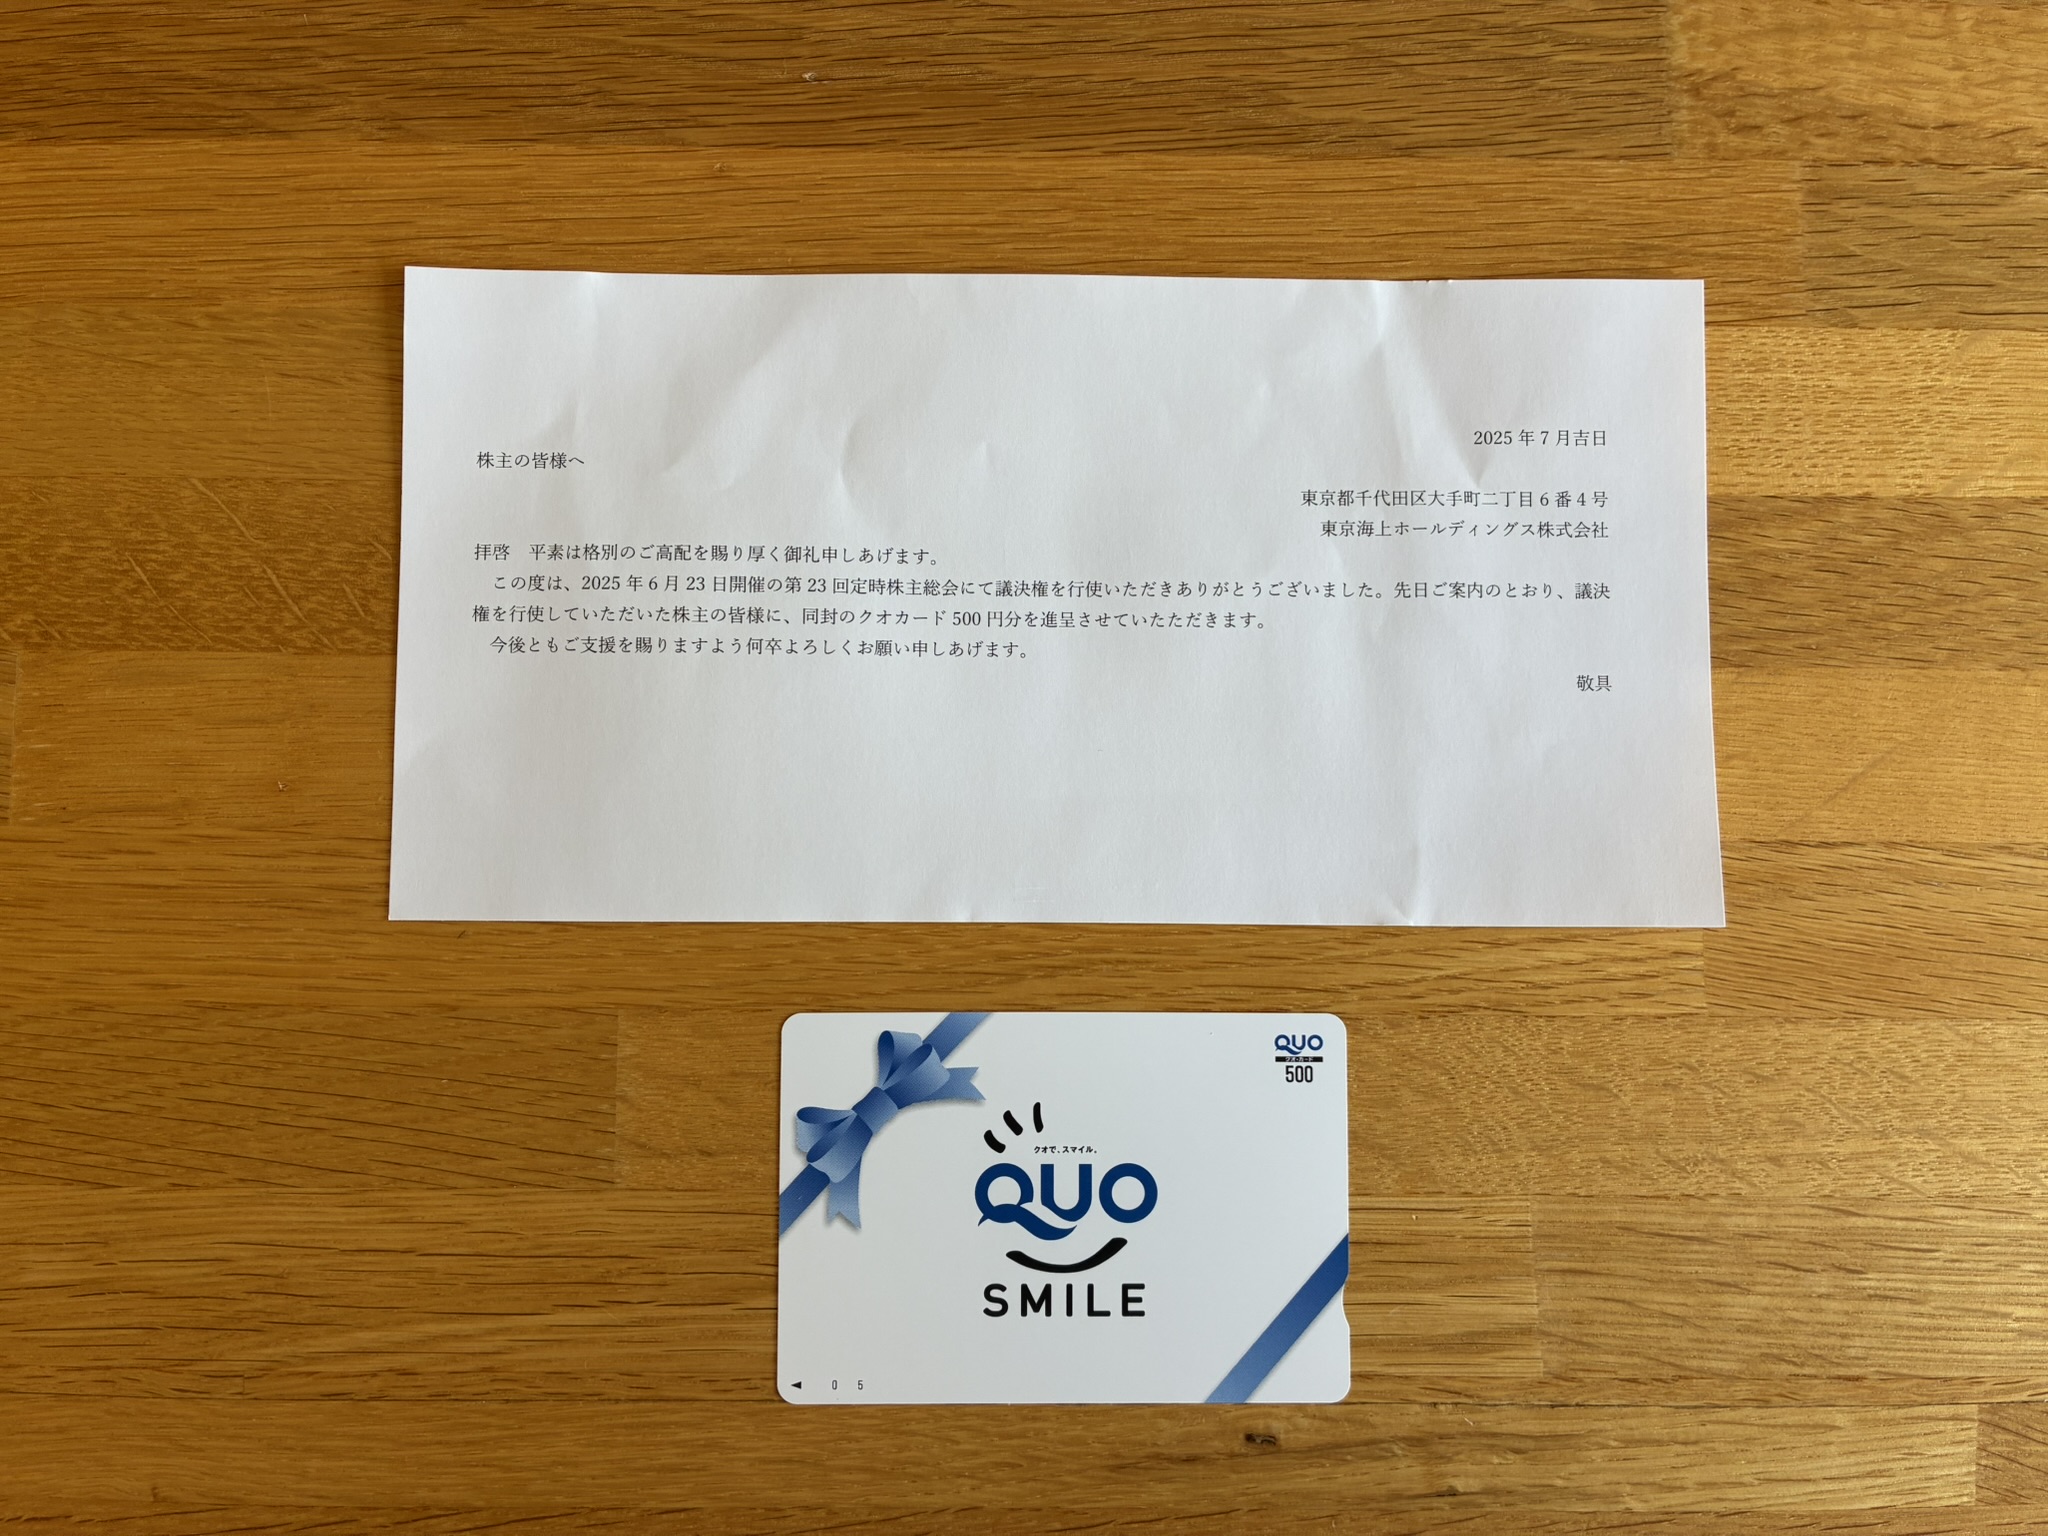 2025年7月吉日
株主の皆様へ
東京都千代田区大手町二丁目6番4号
東京海上ホールディングス株式会社
拝啓　平素は格別のご高配を賜り厚く御礼申しあげます。
この度は、2025年6月23日開催の第23回定時株主総会にて議決権を行使いただきありがとうございました。先日ご案内のとおり、議決
権を行使していただいた株主の皆様に、同封のクオカード500円分を進呈させていたただきます。
今後ともご支援を賜りますよう何卒よろしくお願い申しあげます。
敬具
QUO
クオ・カード
500
クオで、スマイル。
QUO
SMILE
◀ 0 5